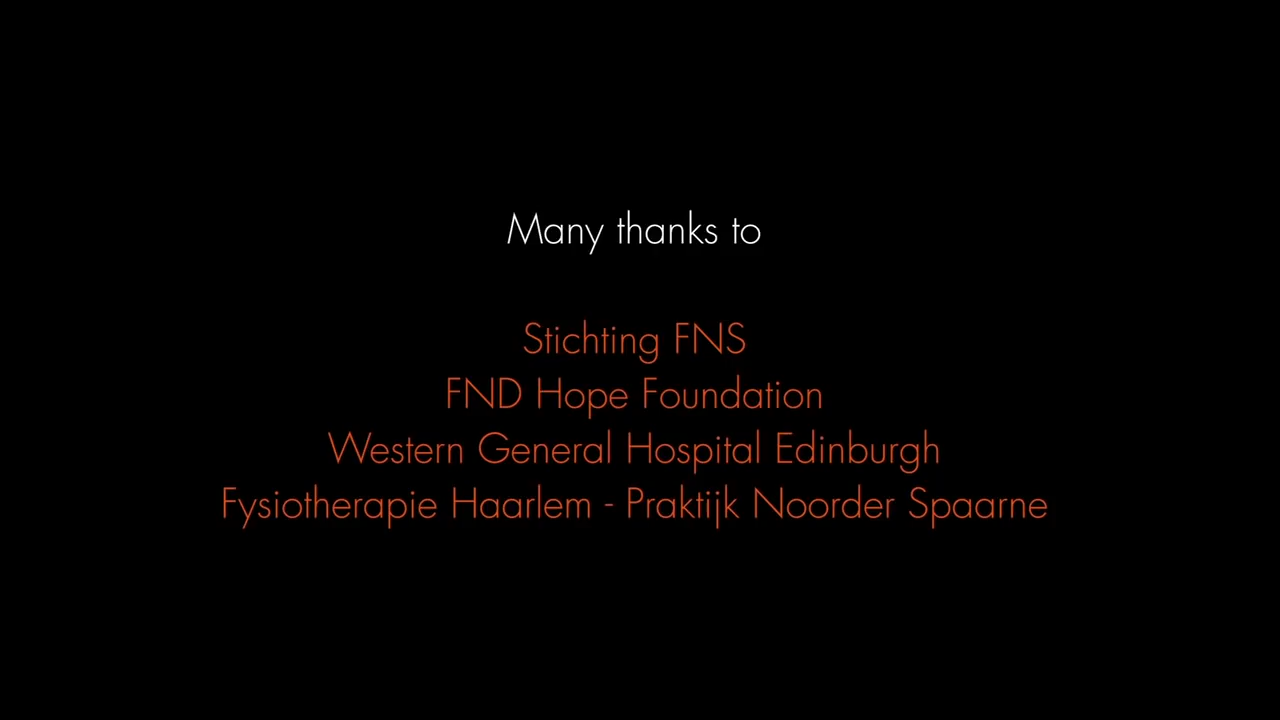 Many thanks to
Stichting FNS
FND Hope Foundation
Western General Hospital Edinburgh
Fysiotherapie Haarlem - Praktijk Noorder Spaarne